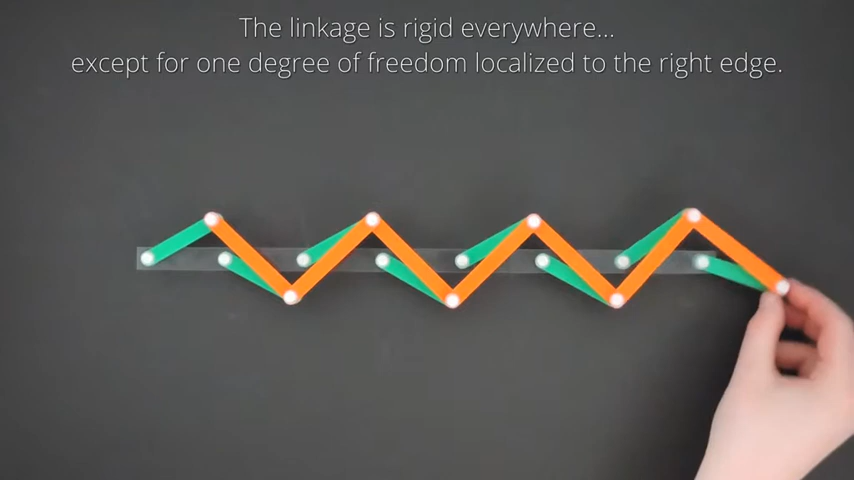 The linkage is rigid everywhere...
except for one degree of freedom localized to the right edge.